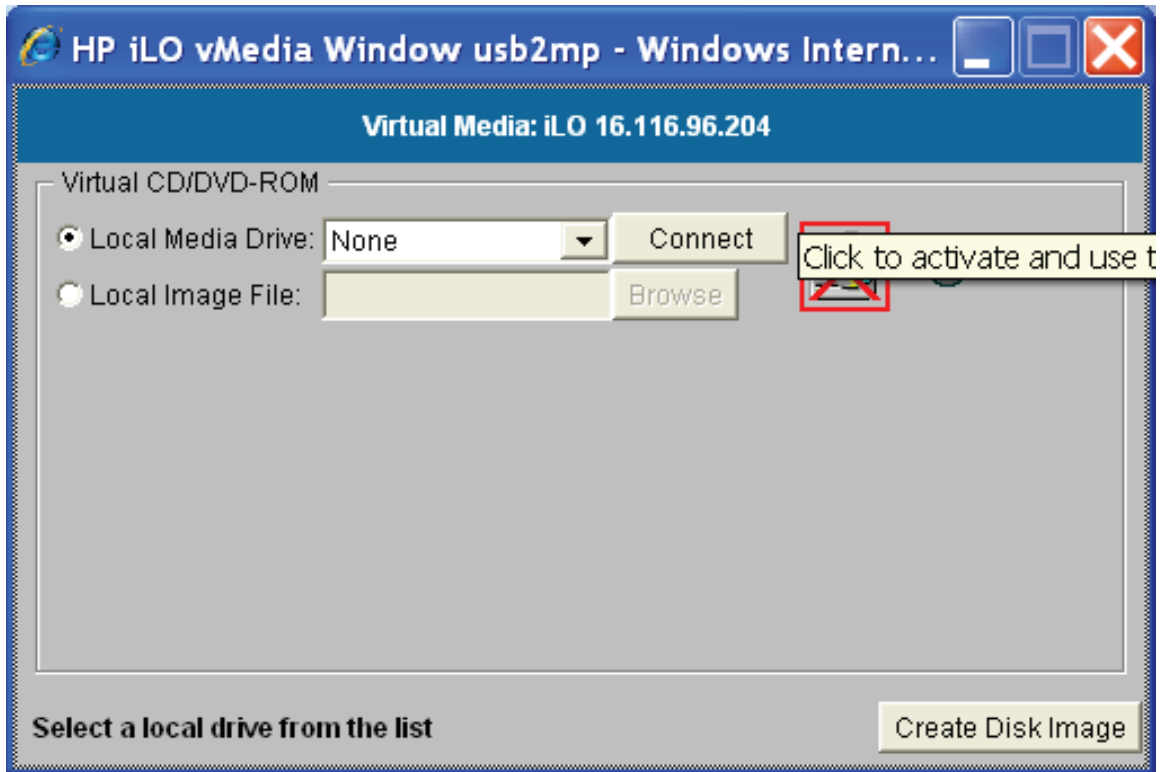 HP iLO vMedia Window usb2mp - Windows Intern...
Virtual Media: iLO 16.116.96.204
Virtual CD/DVD-ROM
Local Media Drive: None Connect
Click to activate and use t
Local Image File: Browse
Select a local drive from the list Create Disk Image